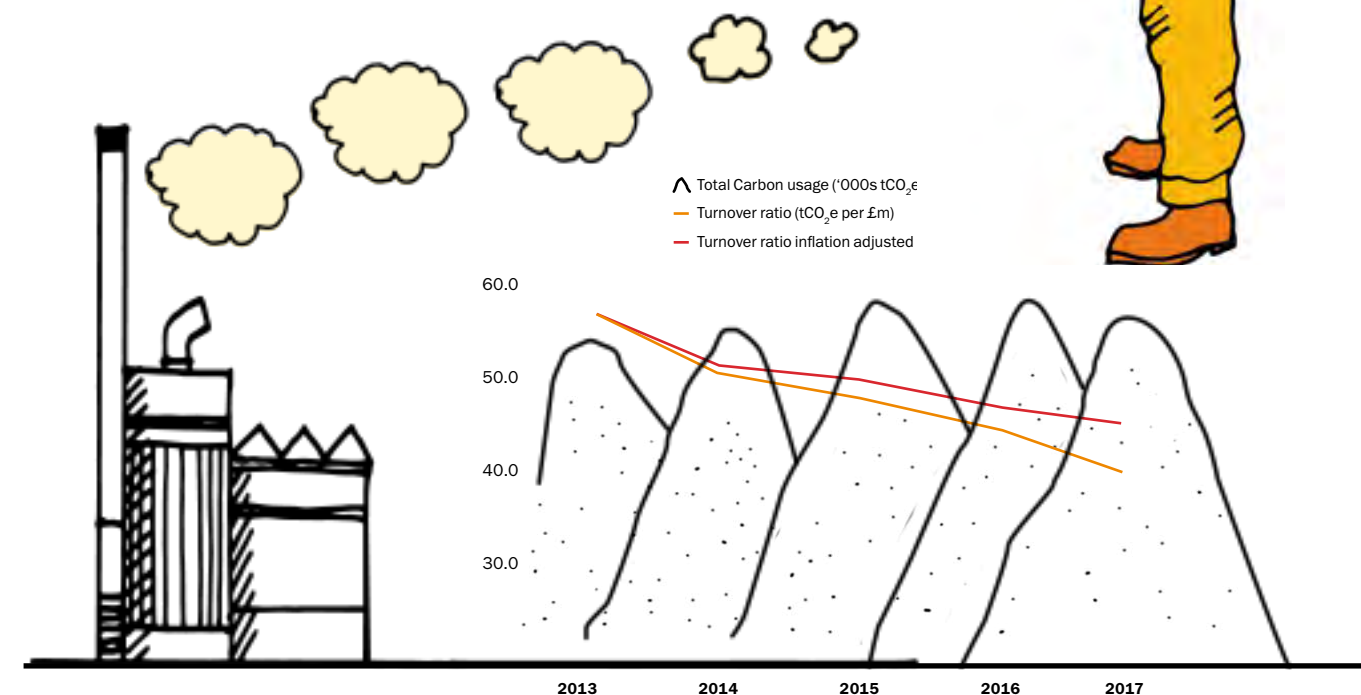 Total Carbon usage (‘000s tCO₂e
Turnover ratio (tCO₂e per £m)
Turnover ratio inflation adjusted
60.0
50.0
40.0
30.0
2013 2014 2015 2016 2017